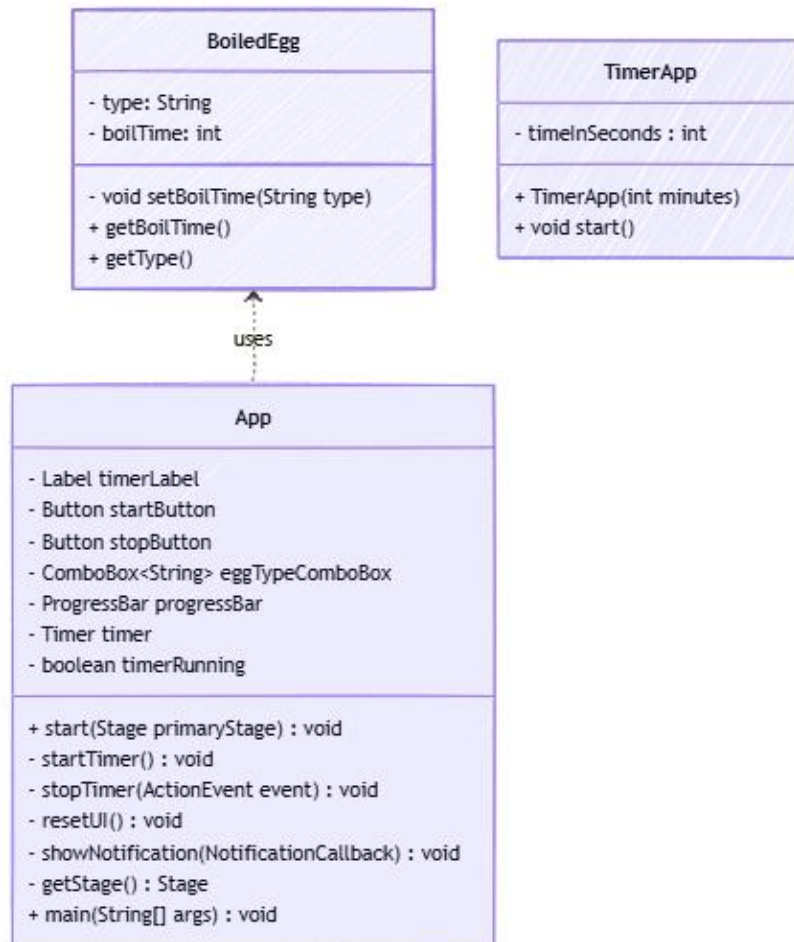 BoiledEgg
- type: String
- boilTime: int
- void setBoilTime(String type)
+ getBoilTime()
+ getType()
TimerApp
- timeInSeconds : int
+ TimerApp(int minutes)
+ void start()
uses
App
- Label timerLabel
- Button startButton
- Button stopButton
- ComboBox<String> eggTypeComboBox
- ProgressBar progressBar
- Timer timer
- boolean timerRunning
+ start(Stage primaryStage) : void
- startTimer() : void
- stopTimer(ActionEvent event) : void
- resetUI() : void
- showNotification(NotificationCallback) : void
- getStage() : Stage
+ main(String[] args) : void